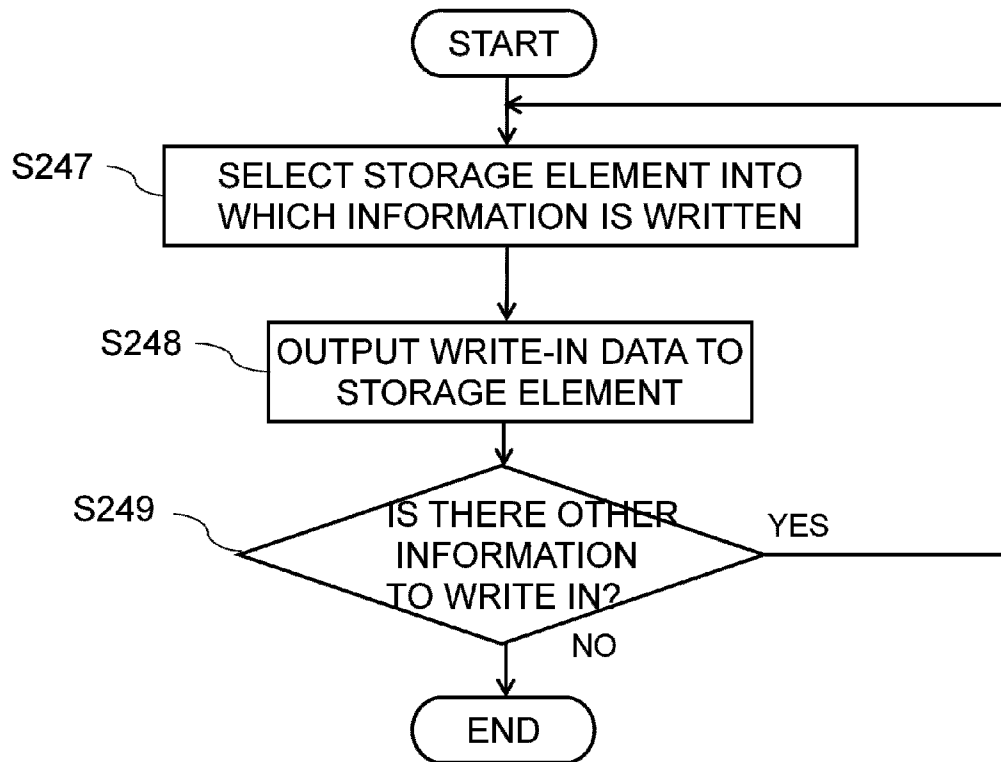 START
S247
SELECT STORAGE ELEMENT INTO
WHICH INFORMATION IS WRITTEN
S248
OUTPUT WRITE-IN DATA TO
STORAGE ELEMENT
S249
IS THERE OTHER
INFORMATION
TO WRITE IN?
YES
NO
END